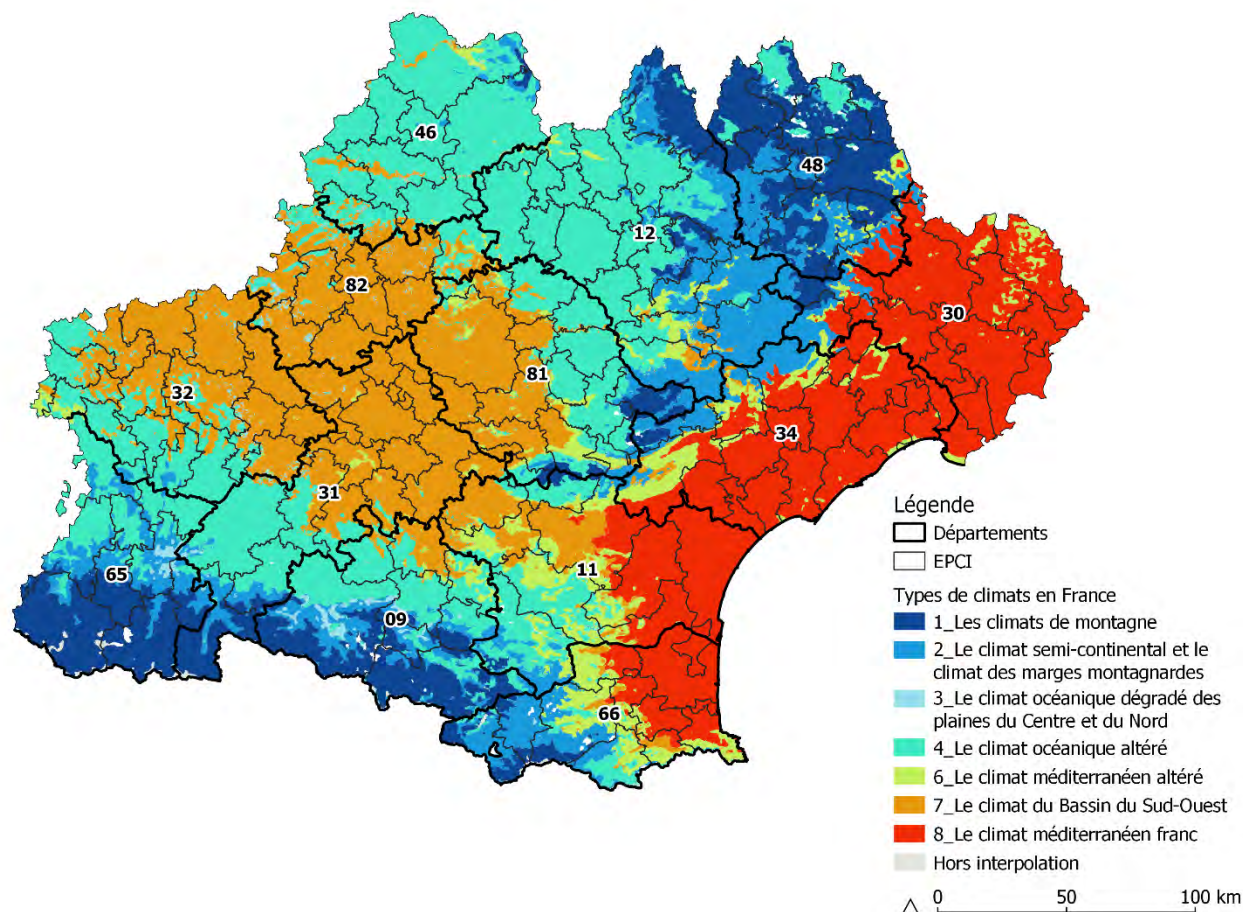 46
48
12
82
30
32
81
34
31
11
65
09
66
Légende
Départements
EPCI
Types de climats en France
1_Les climats de montagne
2_Le climat semi-continental et le
climat des marges montagnardes
3_Le climat océanique dégradé des
plaines du Centre et du Nord
4_Le climat océanique altéré
6_Le climat méditerranéen altéré
7_Le climat du Bassin du Sud-Ouest
8_Le climat méditerranéen franc
Hors interpolation
0 50 100 km